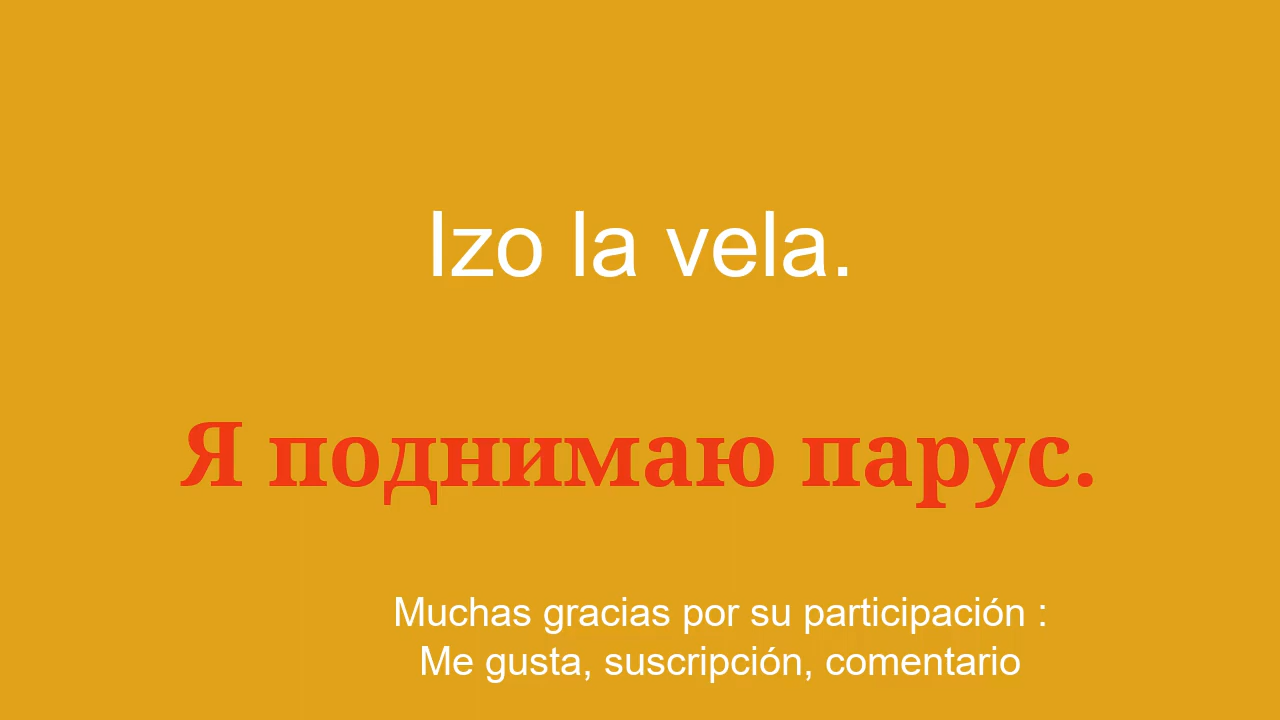 Izo la vela.
Я поднимаю парус.
Muchas gracias por su participación :
Me gusta, suscripción, comentario